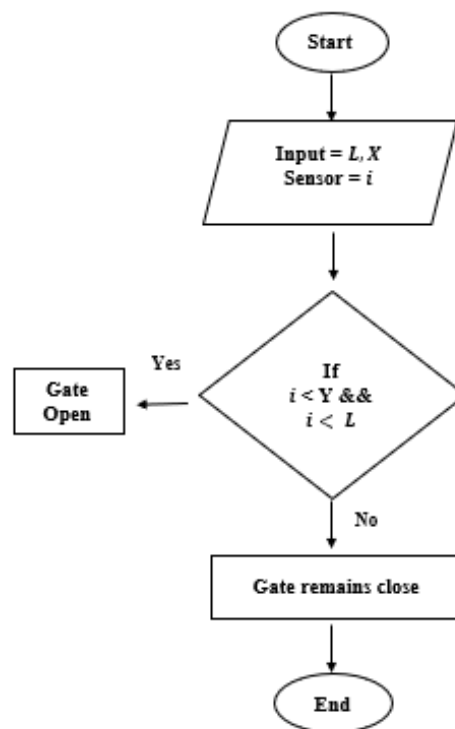 Start
Input = L, X
Sensor = i
If
i < Y &&
i < L
Yes
Gate
Open
No
Gate remains close
End